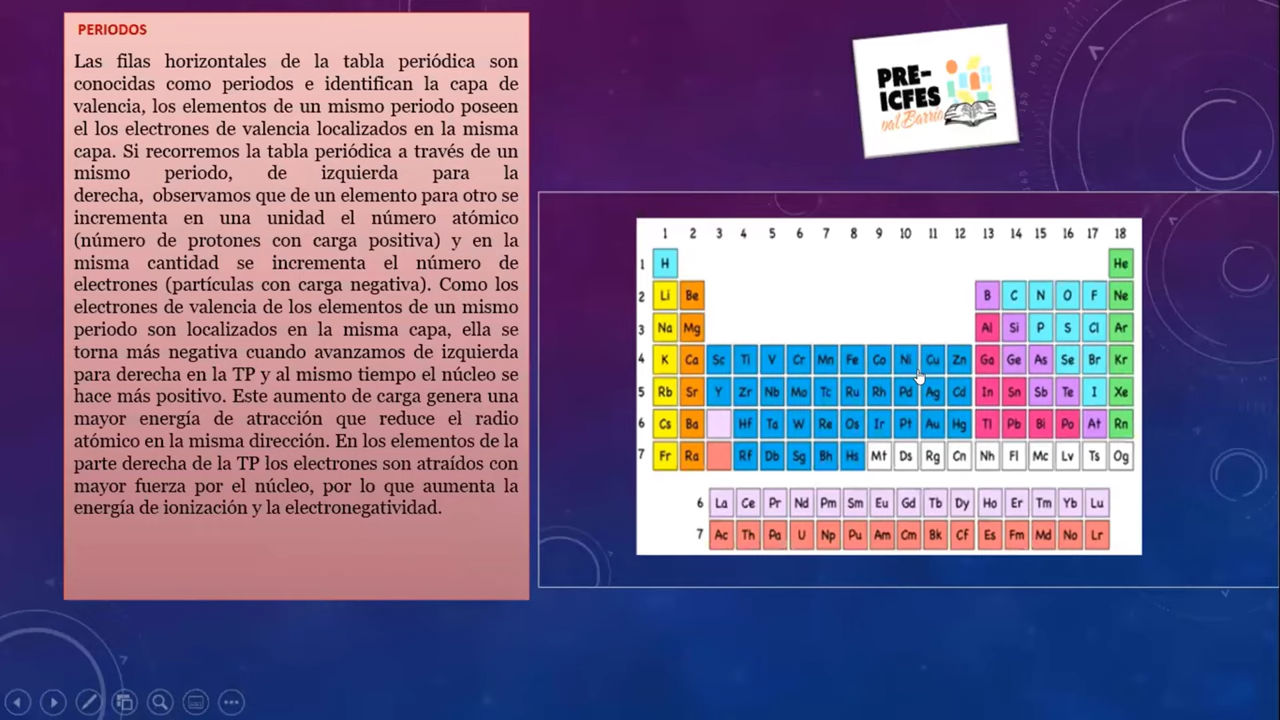 PERIODOS
Las filas horizontales de la tabla periódica son
conocidas como periodos e identifican la capa de
valencia, los elementos de un mismo periodo poseen
el los electrones de valencia localizados en la misma
capa. Si recorremos la tabla periódica a través de un
mismo periodo, de izquierda para la
derecha, observamos que de un elemento para otro se
incrementa en una unidad el número atómico
(número de protones con carga positiva) y en la
misma cantidad se incrementa el número de
electrones (partículas con carga negativa). Como los
electrones de valencia de los elementos de un mismo
periodo son localizados en la misma capa, ella se
torna más negativa cuando avanzamos de izquierda
para derecha en la TP y al mismo tiempo el núcleo se
hace más positivo. Este aumento de carga genera una
mayor energía de atracción que reduce el radio
atómico en la misma dirección. En los elementos de la
parte derecha de la TP los electrones son atraídos con
mayor fuerza por el núcleo, por lo que aumenta la
energía de ionización y la electronegatividad.
PRE-
ICFES
pal Barrio
1 2 3 4 5 6 7 8 9 10 11 12 13 14 15 16 17 18
1 H He
2 Li Be B C N O F Ne
3 Na Mg Al Si P S Cl Ar
4 K Ca Sc Ti V Cr Mn Fe Co Ni Cu Zn Ga Ge As Se Br Kr
5 Rb Sr Y Zr Nb Mo Tc Ru Rh Pd Ag Cd In Sn Sb Te I Xe
6 Cs Ba Hf Ta W Re Os Ir Pt Au Hg Tl Pb Bi Po At Rn
7 Fr Ra Rf Db Sg Bh Hs Mt Ds Rg Cn Nh Fl Mc Lv Ts Og
6 La Ce Pr Nd Pm Sm Eu Gd Tb Dy Ho Er Tm Yb Lu
7 Ac Th Pa U Np Pu Am Cm Bk Cf Es Fm Md No Lr